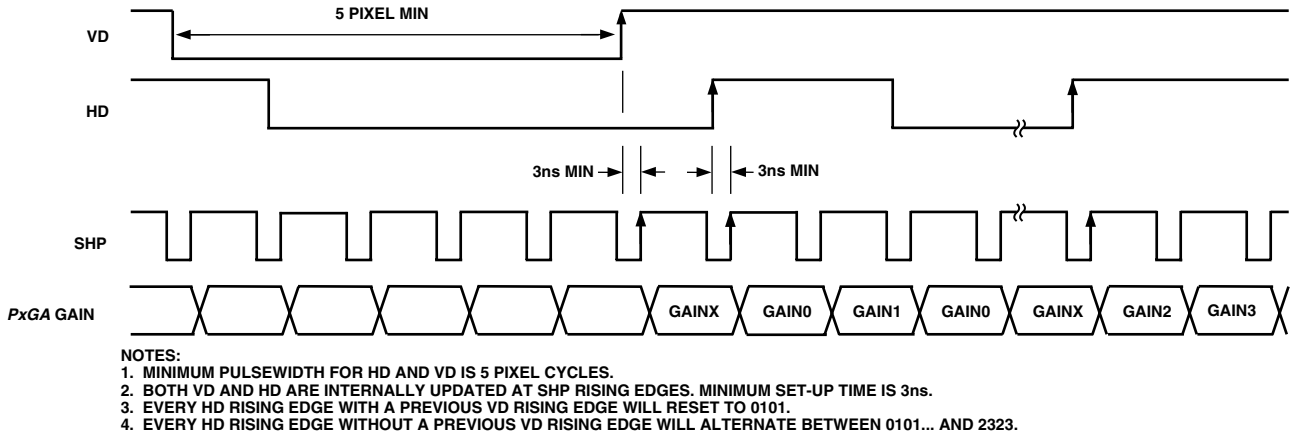 5 PIXEL MIN
VD
HD
3ns MIN
3ns MIN
SHP
PxGA GAIN
GAINX
GAIN0
GAIN1
GAIN0
GAINX
GAIN2
GAIN3
NOTES:
1. MINIMUM PULSEWIDTH FOR HD AND VD IS 5 PIXEL CYCLES.
2. BOTH VD AND HD ARE INTERNALLY UPDATED AT SHP RISING EDGES. MINIMUM SET-UP TIME IS 3ns.
3. EVERY HD RISING EDGE WITH A PREVIOUS VD RISING EDGE WILL RESET TO 0101.
4. EVERY HD RISING EDGE WITHOUT A PREVIOUS VD RISING EDGE WILL ALTERNATE BETWEEN 0101... AND 2323.